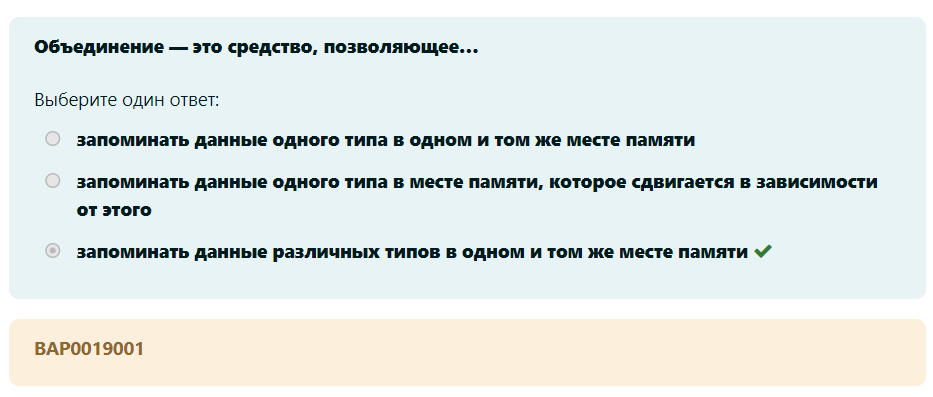 Объединение — это средство, позволяющее...
Выберите один ответ:
запоминать данные одного типа в одном и том же месте памяти
запоминать данные одного типа в месте памяти, которое сдвигается в зависимости
от этого
запоминать данные различных типов в одном и том же месте памяти
BAP0019001